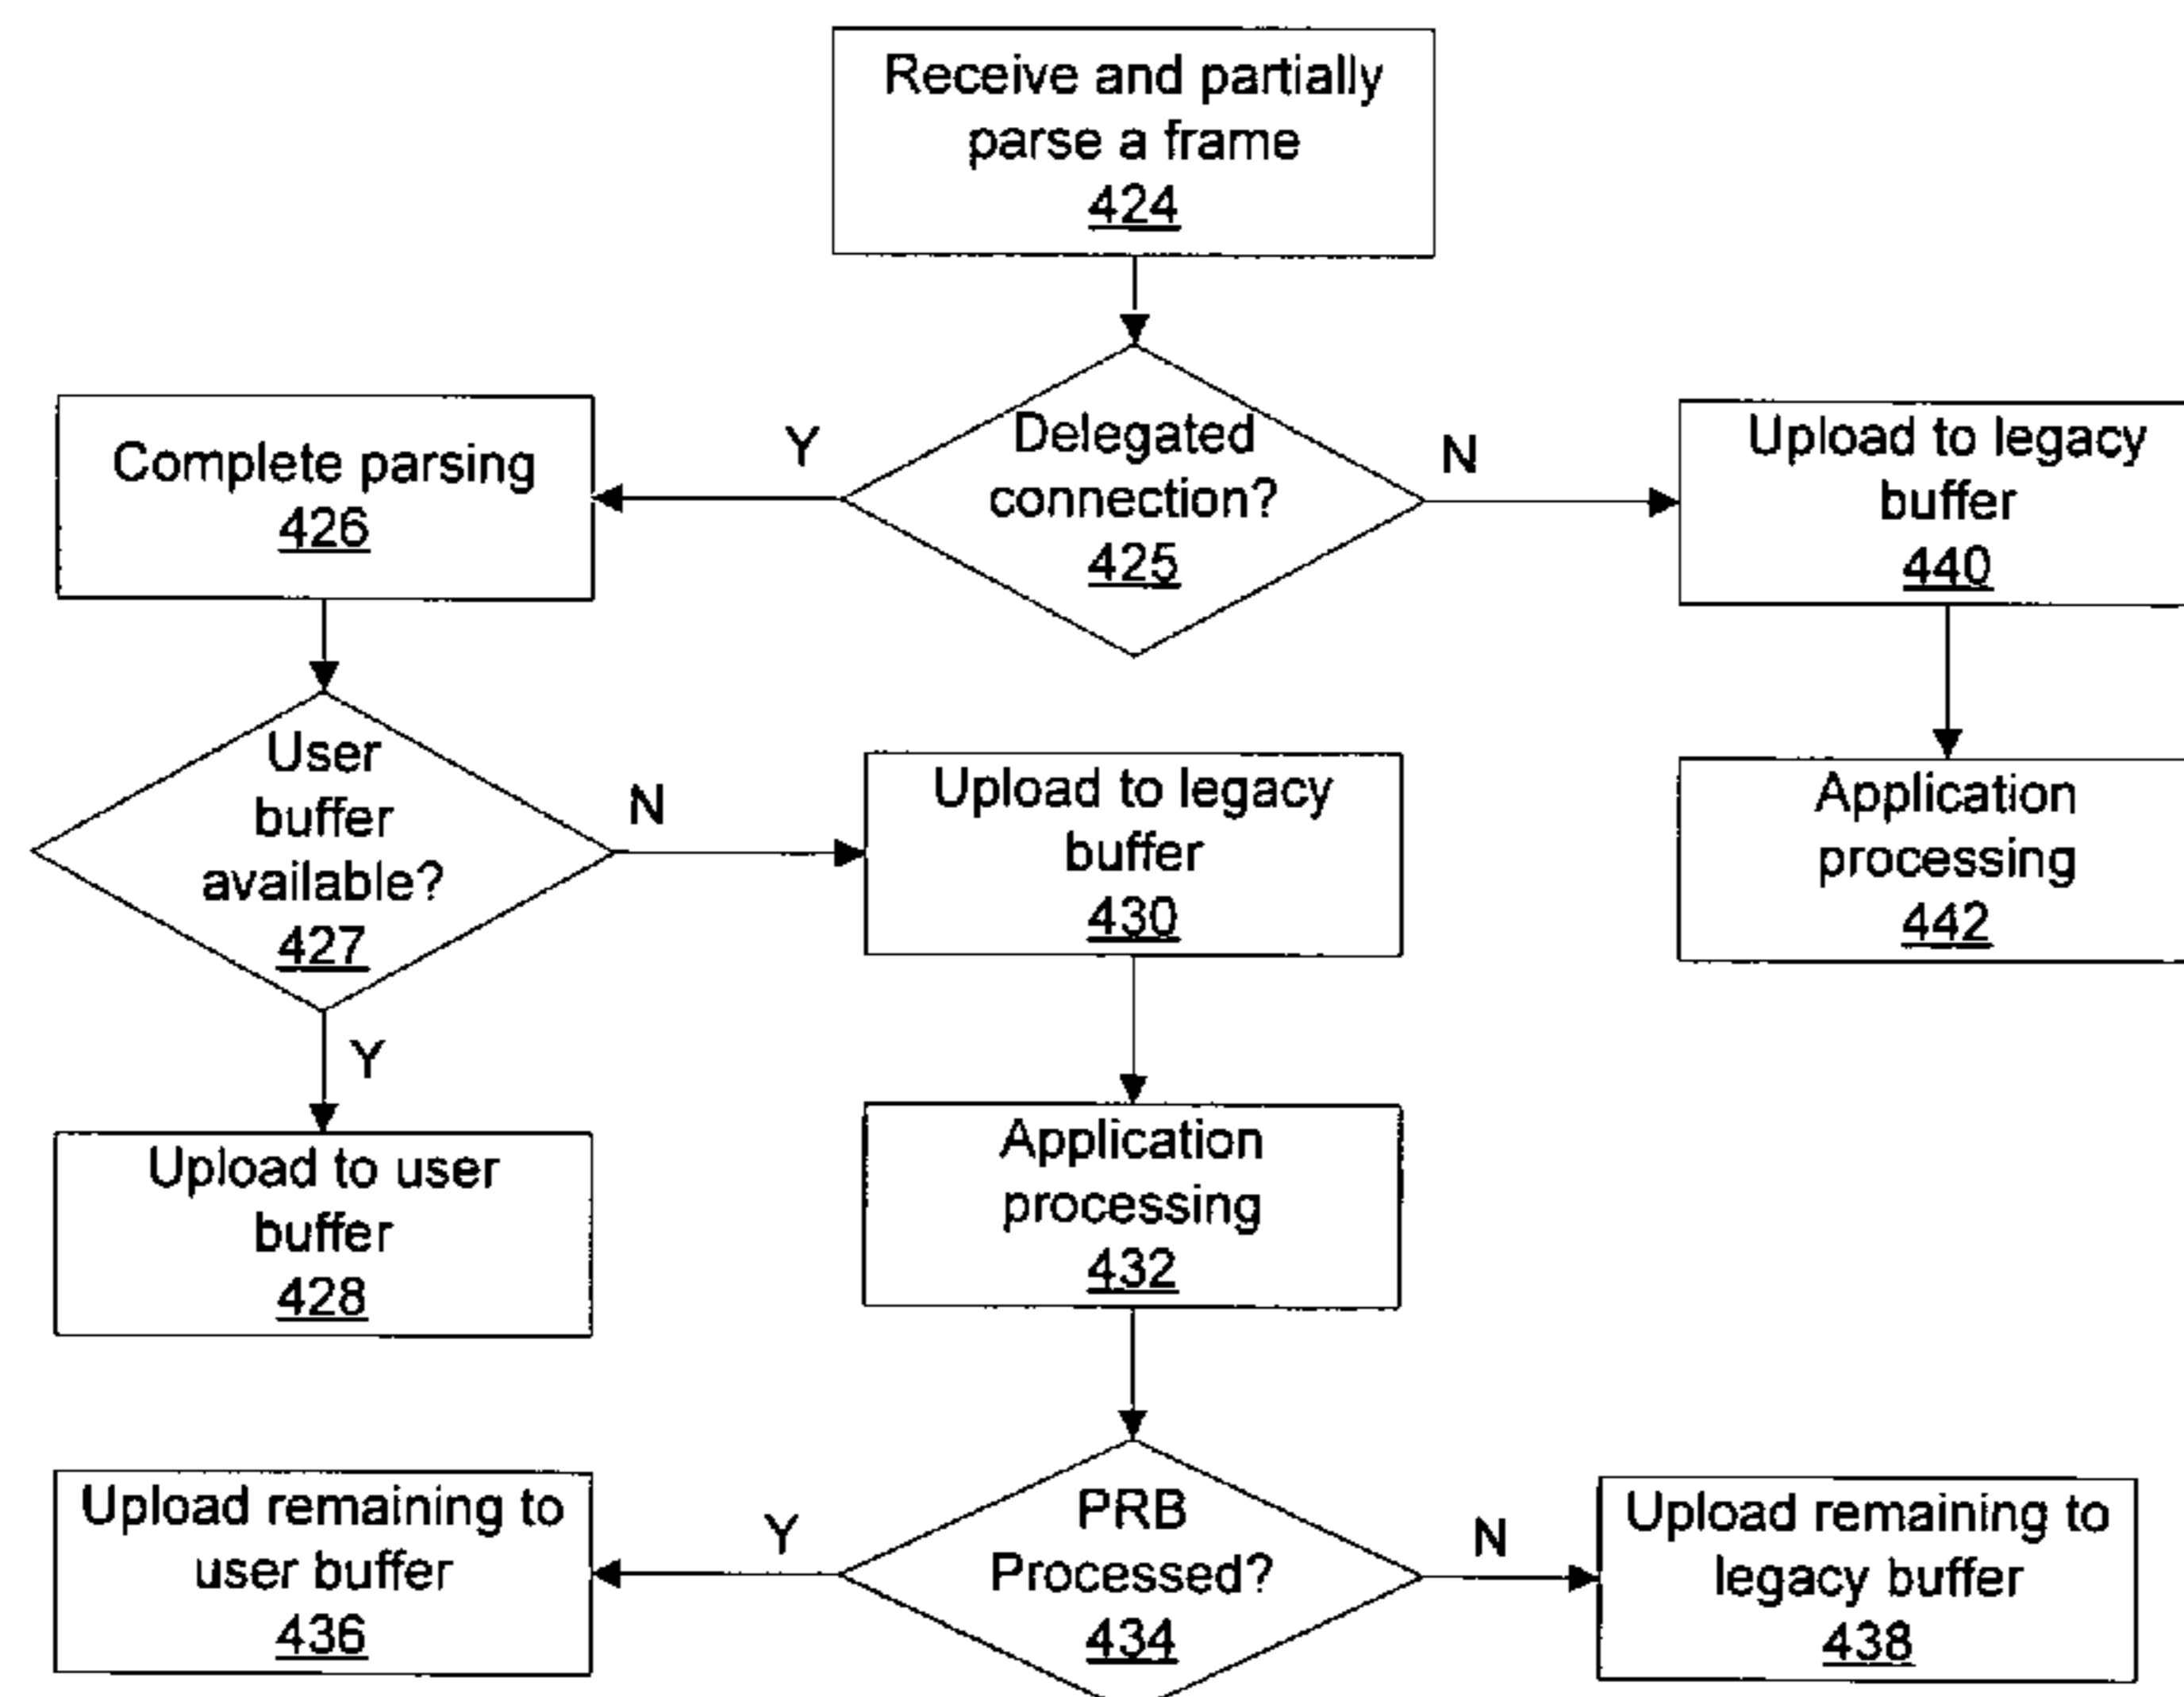 Receive and partially
parse a frame
424
Delegated
connection?
425
Y
N
Complete parsing
426
Upload to legacy
buffer
440
User
buffer
available?
427
N
Y
Upload to legacy
buffer
430
Application
processing
442
Upload to user
buffer
428
Application
processing
432
PRB
Processed?
434
Y
N
Upload remaining to
user buffer
436
Upload remaining to
legacy buffer
438